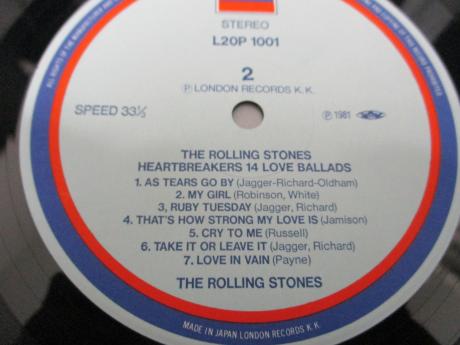 STEREO
L20P 1001
2
Ⓟ LONDON RECORDS K.K.
SPEED 33⅓
Ⓟ 1981
THE ROLLING STONES
HEARTBREAKERS 14 LOVE BALLADS
1. AS TEARS GO BY (Jagger-Richard-Oldham)
2. MY GIRL (Robinson, White)
3, RUBY TUESDAY (Jagger, Richard)
4. THAT'S HOW STRONG MY LOVE IS (Jamison)
5. CRY TO ME (Russell)
6. TAKE IT OR LEAVE IT (Jagger, Richard)
7. LOVE IN VAIN (Payne)
THE ROLLING STONES
MADE IN JAPAN LONDON RECORDS K.K.